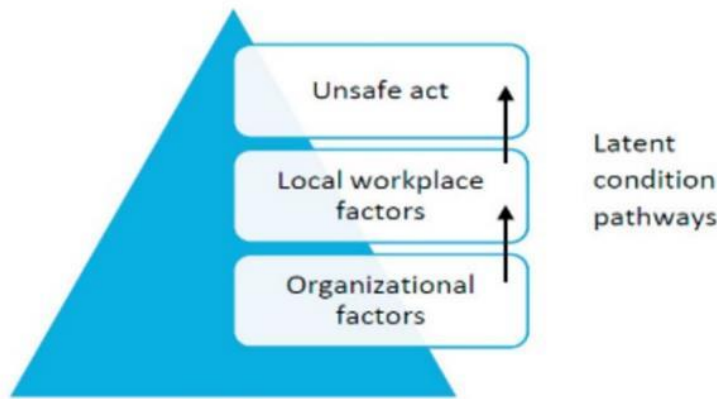 Unsafe act
Local workplace
factors
Organizational
factors
Latent
condition
pathways